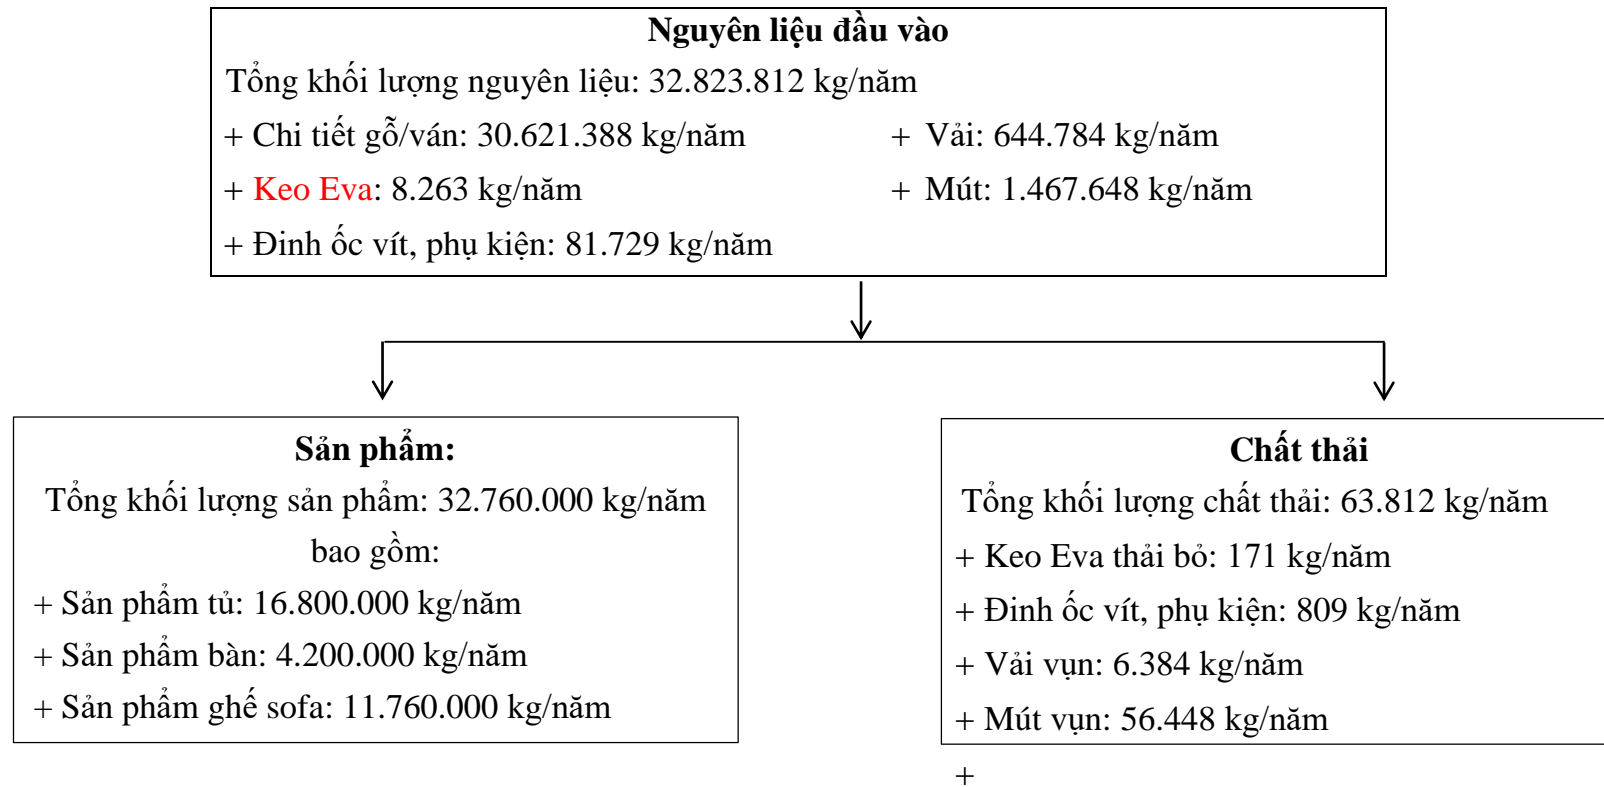 Nguyên liệu đầu vào
Tổng khối lượng nguyên liệu: 32.823.812 kg/năm
+ Chi tiết gỗ/ván: 30.621.388 kg/năm
+ Vải: 644.784 kg/năm
+ Keo Eva: 8.263 kg/năm
+ Mút: 1.467.648 kg/năm
+ Đinh ốc vít, phụ kiện: 81.729 kg/năm
Sản phẩm:
Tổng khối lượng sản phẩm: 32.760.000 kg/năm
bao gồm:
+ Sản phẩm tủ: 16.800.000 kg/năm
+ Sản phẩm bàn: 4.200.000 kg/năm
+ Sản phẩm ghế sofa: 11.760.000 kg/năm
Chất thải
Tổng khối lượng chất thải: 63.812 kg/năm
+ Keo Eva thải bỏ: 171 kg/năm
+ Đinh ốc vít, phụ kiện: 809 kg/năm
+ Vải vụn: 6.384 kg/năm
+ Mút vụn: 56.448 kg/năm
+